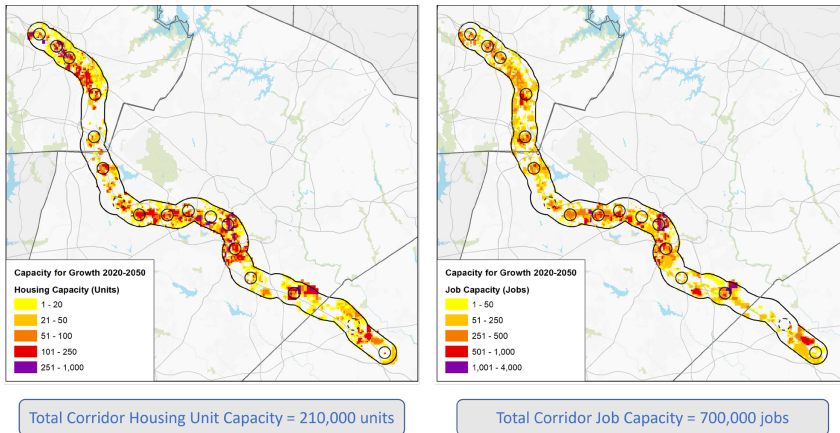 Capacity for Growth 2020-2050
Housing Capacity (Units)
1 - 20
21 - 50
51 - 100
101 - 250
251 - 1,000
Capacity for Growth 2020-2050
Job Capacity (Jobs)
1 - 50
51 - 250
251 - 500
501 - 1,000
1,001 - 4,000
Total Corridor Housing Unit Capacity = 210,000 units
Total Corridor Job Capacity = 700,000 jobs